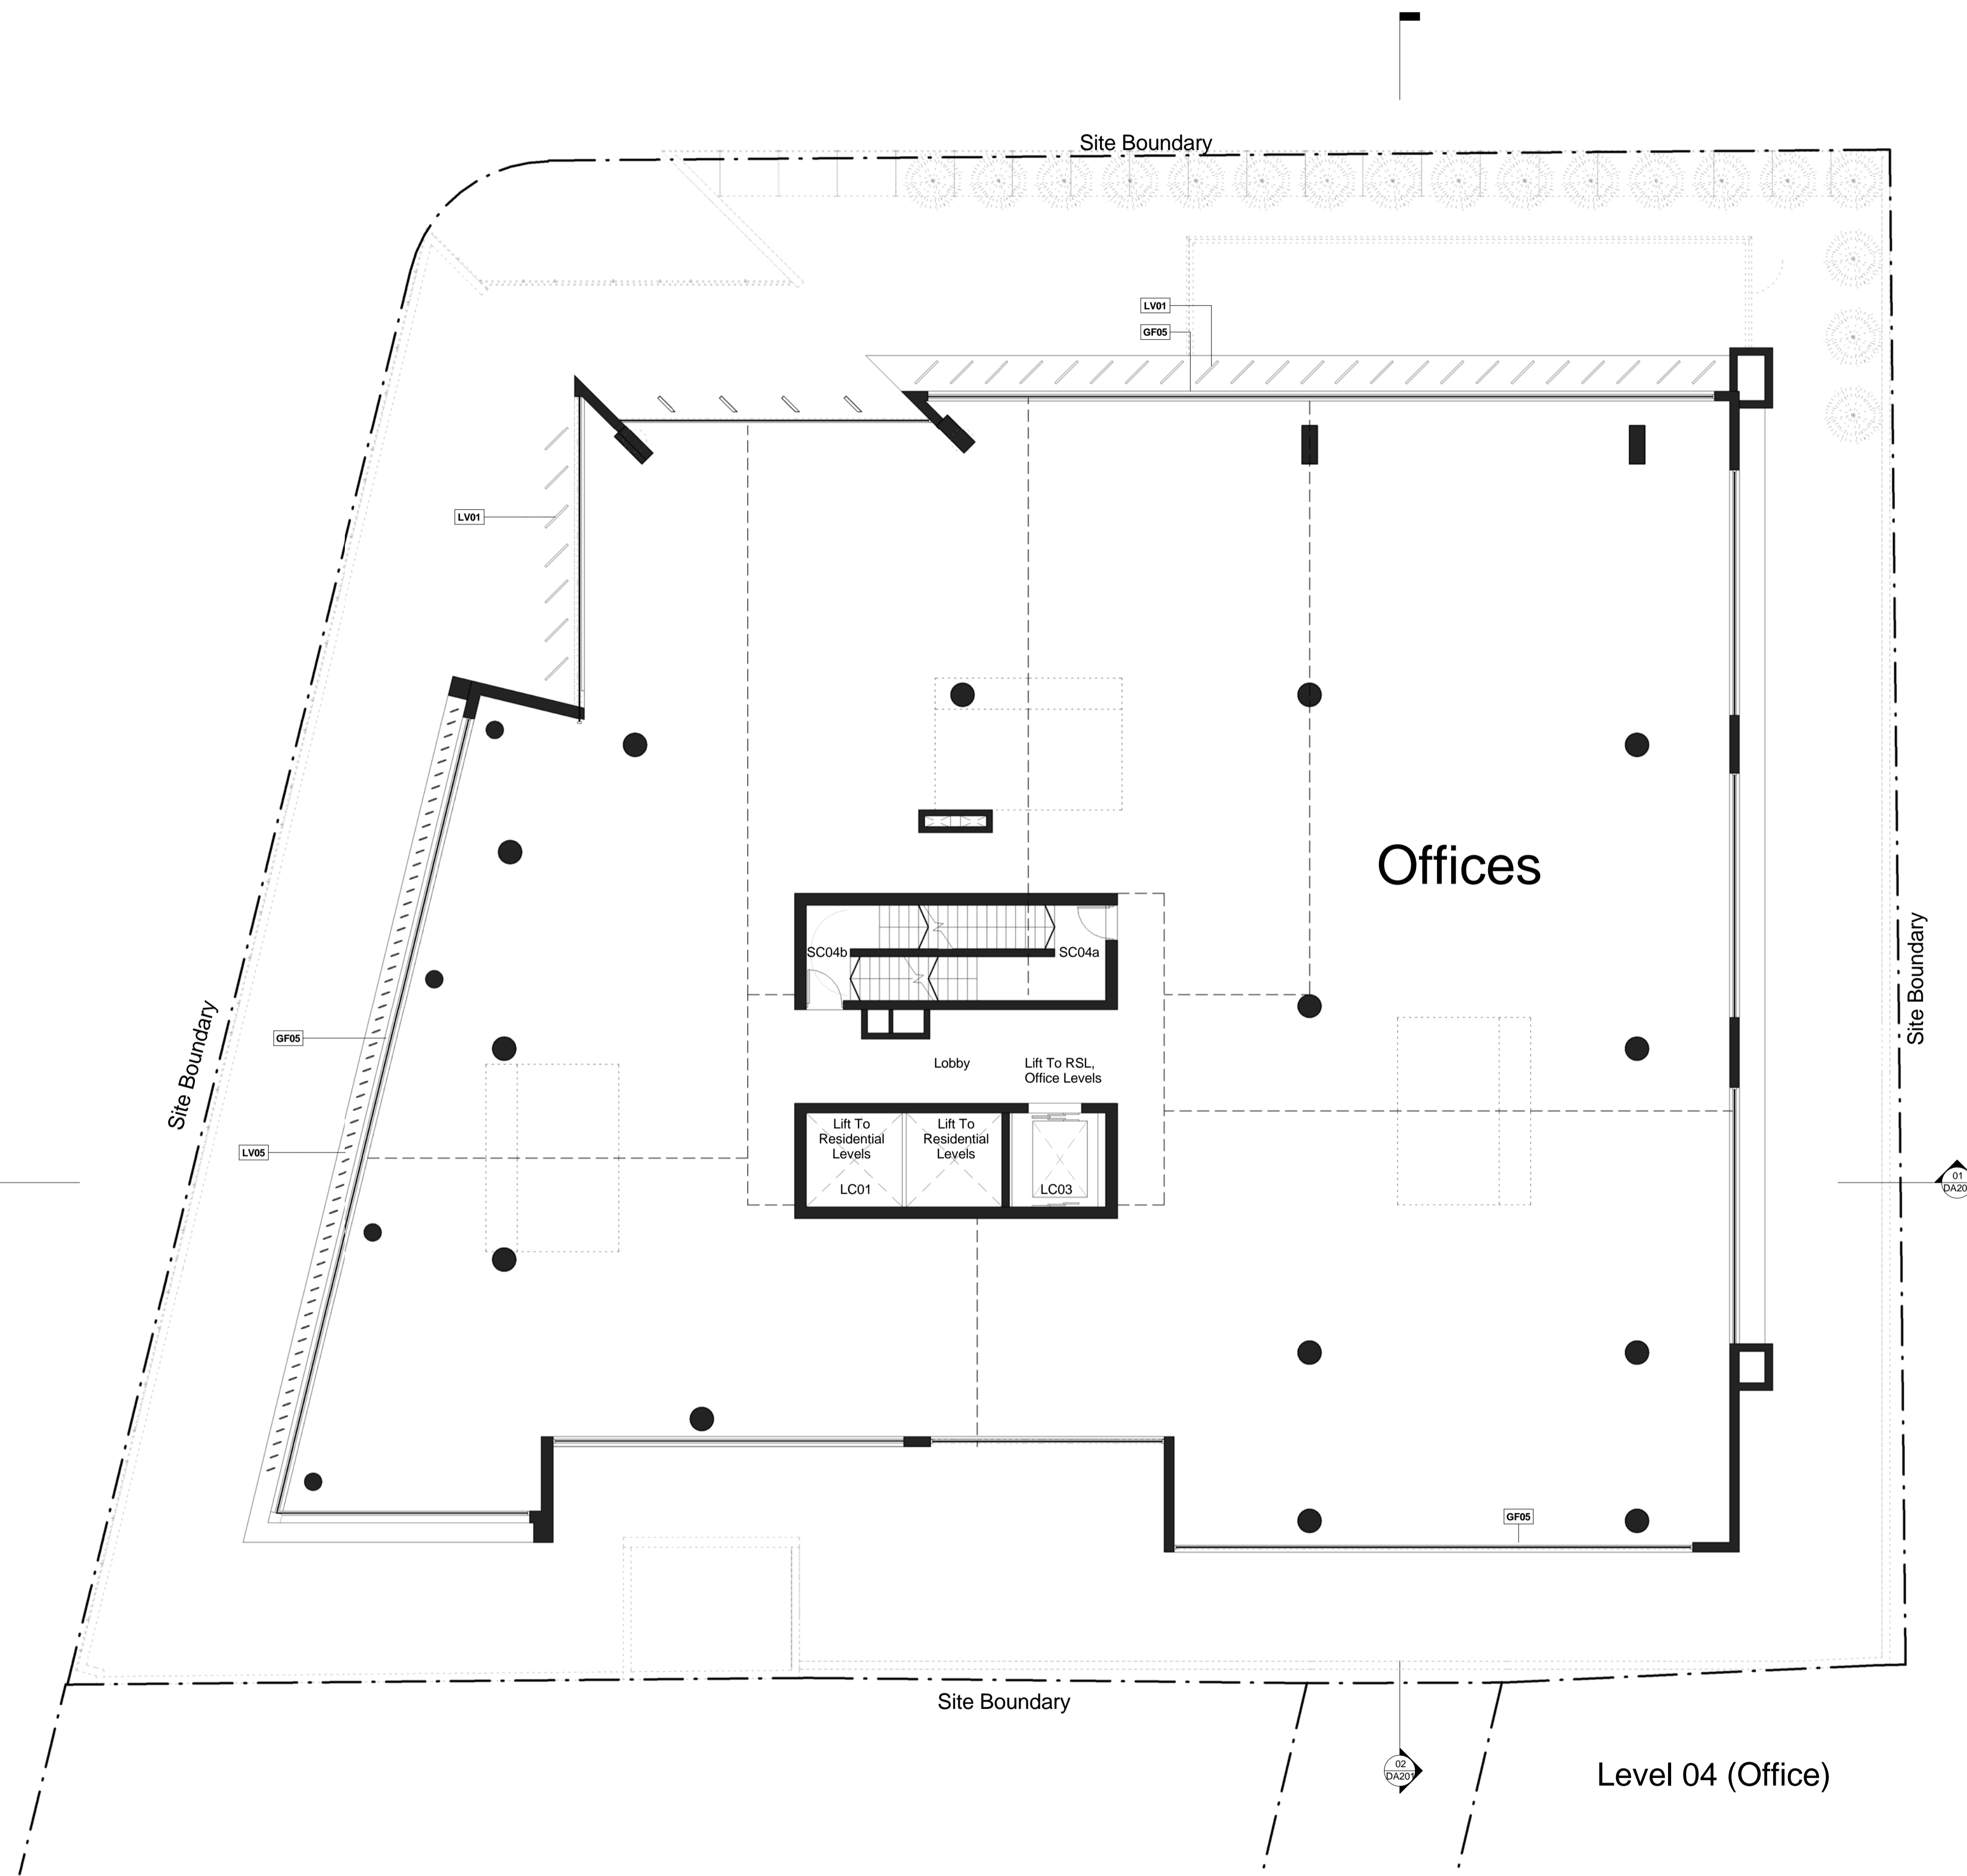 Site Boundary
LV01
GF05
LV01
Offices
SC04b
SC04a
Site Boundary
Site Boundary
GF05
Lobby
Lift To RSL,
Office Levels
LV05
Lift To
Residential
Levels
Lift To
Residential
Levels
LC01
LC03
01
DA20
GF05
Site Boundary
02
DA201
Level 04 (Office)